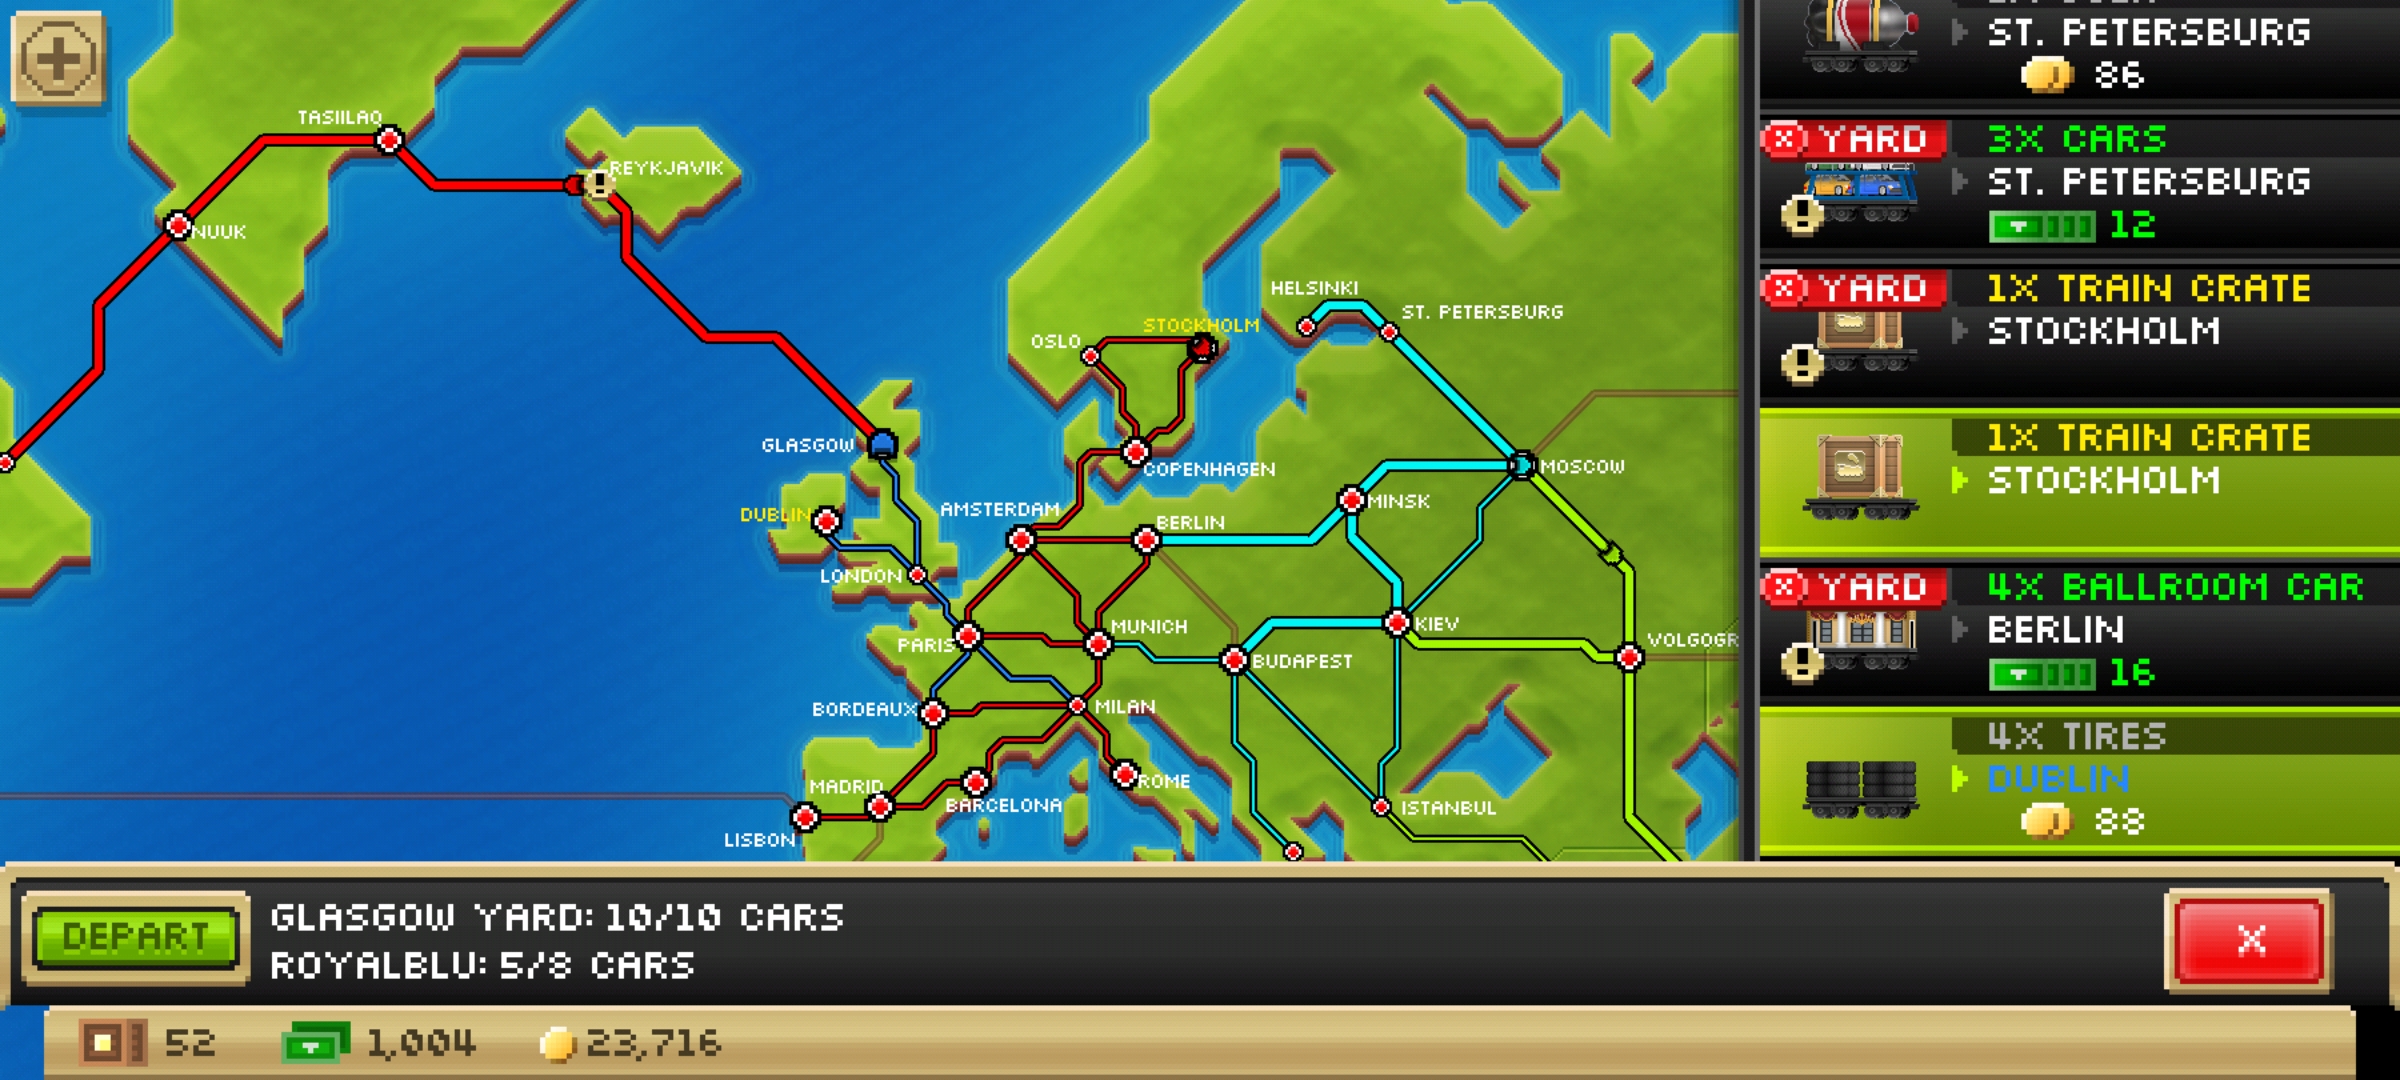 TASIILAQ
REYKJAVIK
NUUK
GLASGOW
DUBLIN
LONDON
PARIS
BORDEAUX
MADRID
LISBON
BARCELONA
MILAN
ROME
MUNICH
AMSTERDAM
BERLIN
COPENHAGEN
OSLO
STOCKHOLM
HELSINKI
ST. PETERSBURG
MOSCOW
MINSK
KIEV
BUDAPEST
ISTANBUL
VOLGOGR
ST. PETERSBURG
86
YARD
3X CARS
ST. PETERSBURG
12
YARD
1X TRAIN CRATE
STOCKHOLM
1X TRAIN CRATE
STOCKHOLM
YARD
4X BALLROOM CAR
BERLIN
16
4X TIRES
DUBLIN
88
DEPART
GLASGOW YARD: 10/10 CARS
ROYALBLU: 5/8 CARS
X
52
1,004
23,716